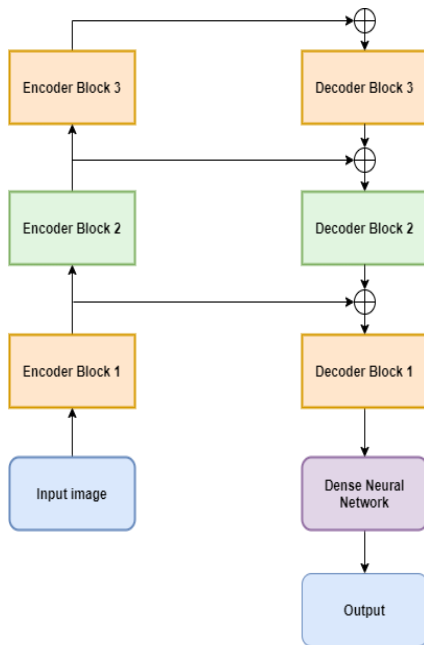 Encoder Block 3
Decoder Block 3
Encoder Block 2
Decoder Block 2
Encoder Block 1
Decoder Block 1
Input image
Dense Neural
Network
Output